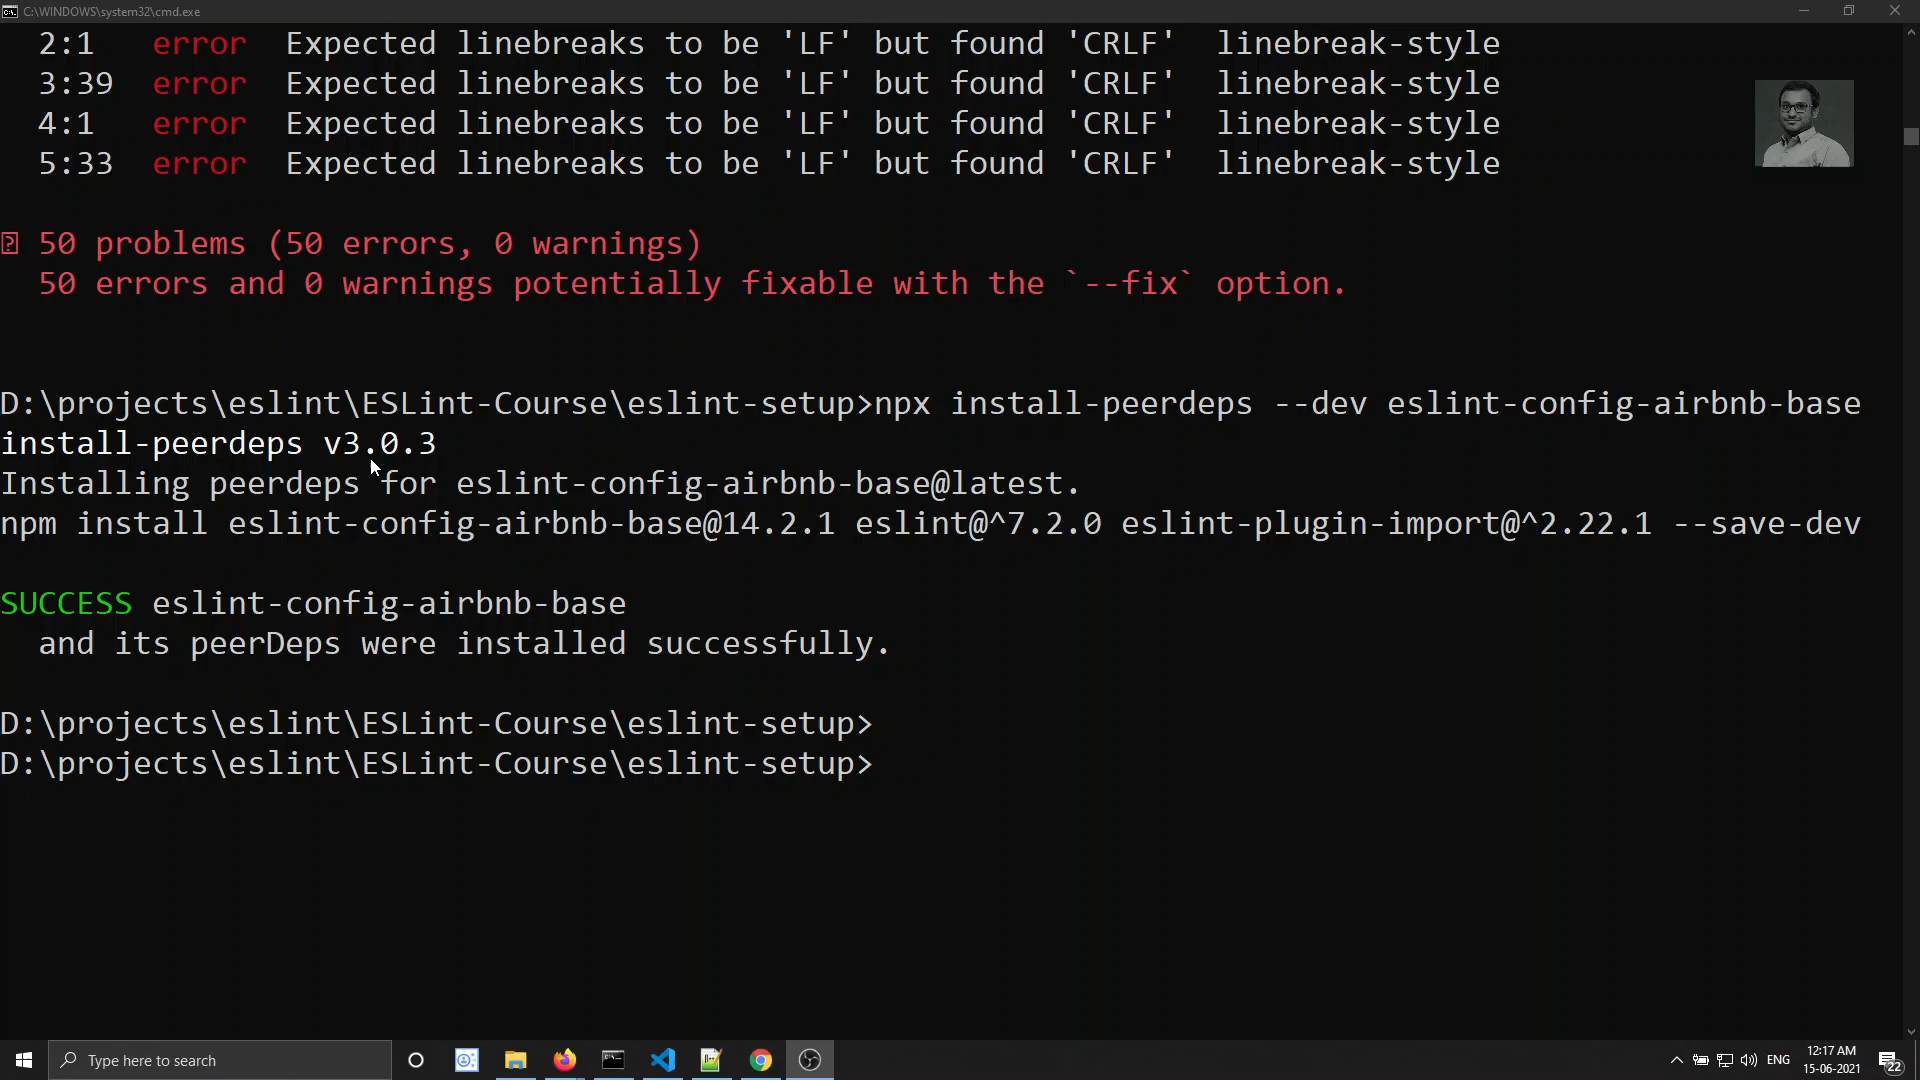 C:\WINDOWS\system32\cmd.exe
2:1 error Expected linebreaks to be 'LF' but found 'CRLF' linebreak-style
3:39 error Expected linebreaks to be 'LF' but found 'CRLF' linebreak-style
4:1 error Expected linebreaks to be 'LF' but found 'CRLF' linebreak-style
5:33 error Expected linebreaks to be 'LF' but found 'CRLF' linebreak-style
50 problems (50 errors, 0 warnings)
50 errors and 0 warnings potentially fixable with the `--fix` option.
D:\projects\eslint\ESLint-Course\eslint-setup>npx install-peerdeps --dev eslint-config-airbnb-base
install-peerdeps v3.0.3
Installing peerdeps for eslint-config-airbnb-base@latest.
npm install eslint-config-airbnb-base@14.2.1 eslint@^7.2.0 eslint-plugin-import@^2.22.1 --save-dev
SUCCESS eslint-config-airbnb-base
and its peerDeps were installed successfully.
D:\projects\eslint\ESLint-Course\eslint-setup>
D:\projects\eslint\ESLint-Course\eslint-setup>
Type here to search
ENG
12:17 AM
15-06-2021
22